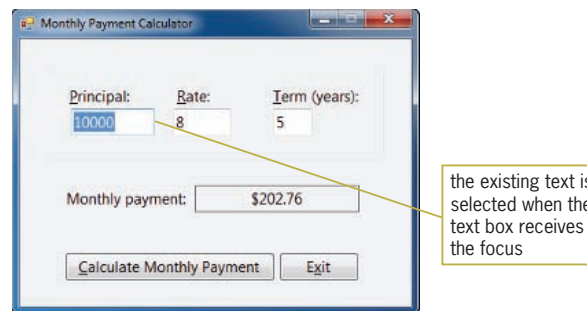 Monthly Payment Calculator
Principal: Rate: Term (years):
10000 8 5
Monthly payment: $202.76
Calculate Monthly Payment Exit
the existing text is
selected when the
text box receives
the focus